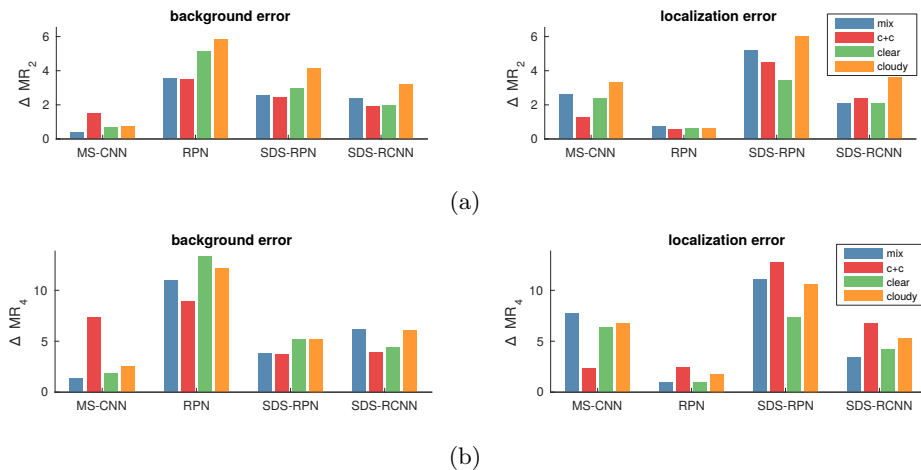 background error
Δ MR2
6
4
2
0
MS-CNN RPN SDS-RPN SDS-RCNN
localization error
Δ MR2
6
4
2
0
MS-CNN RPN SDS-RPN SDS-RCNN
mix
c+c
clear
cloudy
(a)
background error
Δ MR4
10
5
0
MS-CNN RPN SDS-RPN SDS-RCNN
localization error
Δ MR4
10
5
0
MS-CNN RPN SDS-RPN SDS-RCNN
mix
c+c
clear
cloudy
(b)